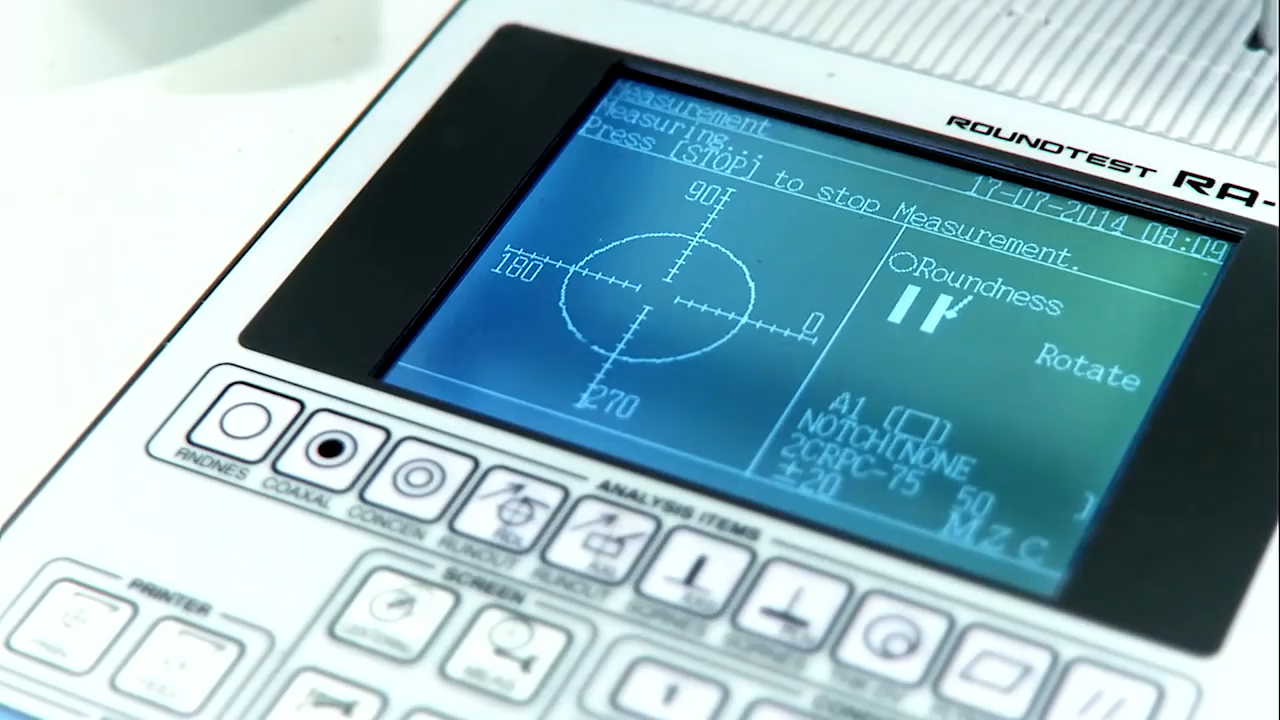 ROUNDTEST RA-
Measurement
17-07-2014 08:09
Measuring...
Press [STOP] to stop Measurement.
90
180
0
270
Roundness
Rotate
A1
NOTCH[NONE
]
2CRPC-75 50
±20
MZC
ANALYSIS ITEMS
RNDNES
COAXAL
CONCEN
RUNOUT
RUNOUT
PRINTER
SCREEN